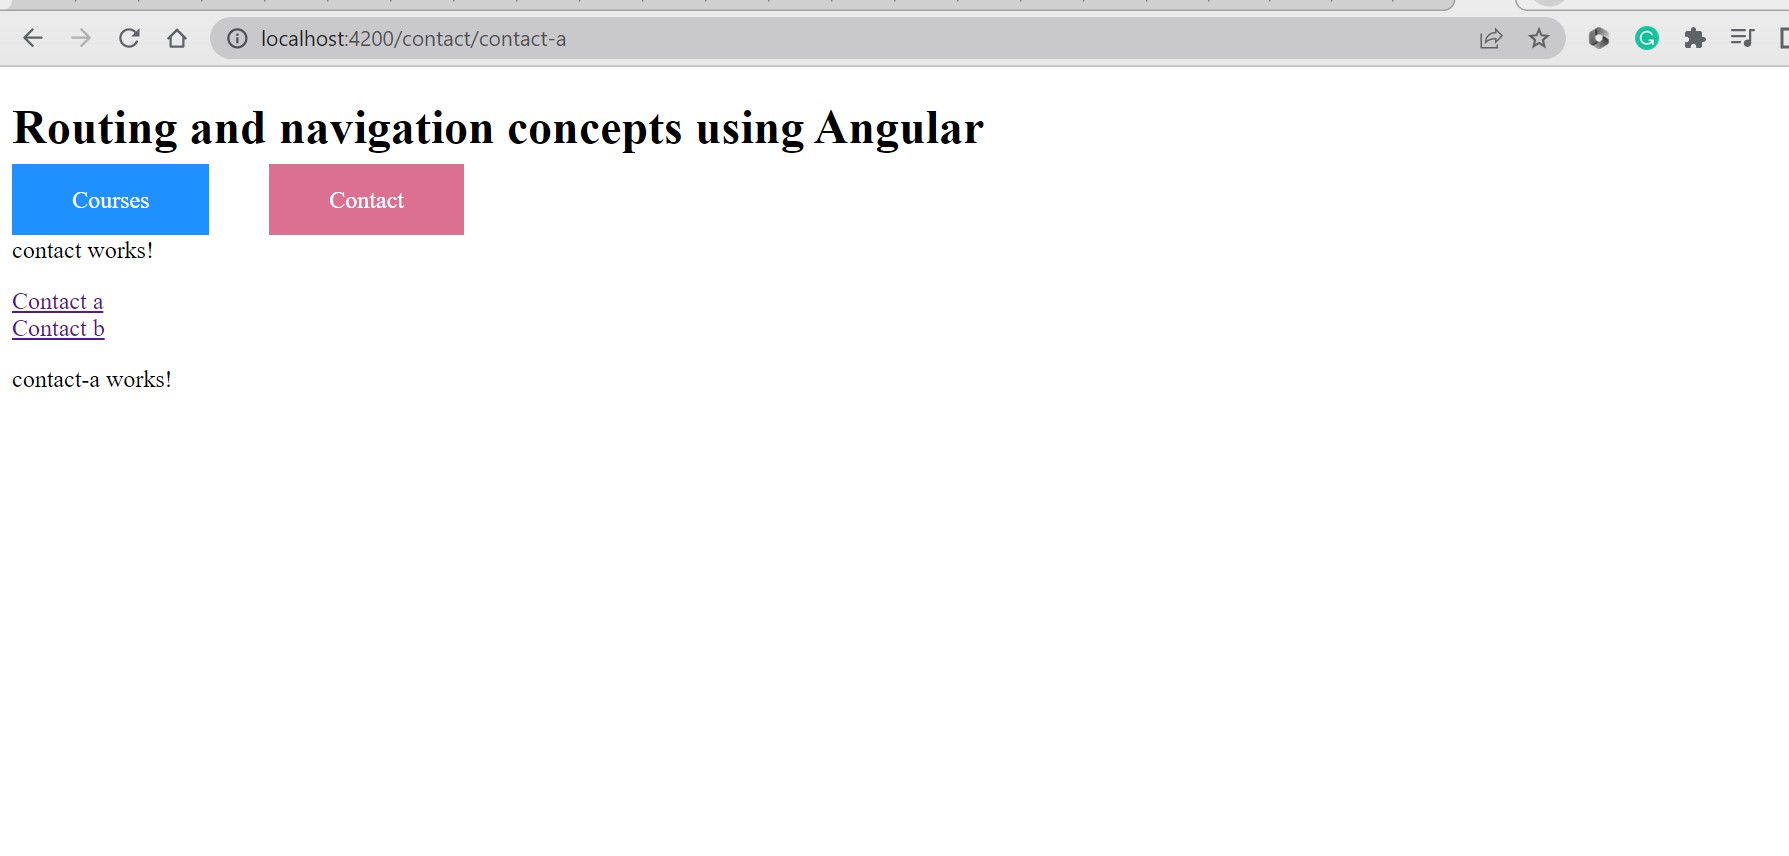 localhost:4200/contact/contact-a
Routing and navigation concepts using Angular
Courses Contact
contact works!
Contact a
Contact b
contact-a works!